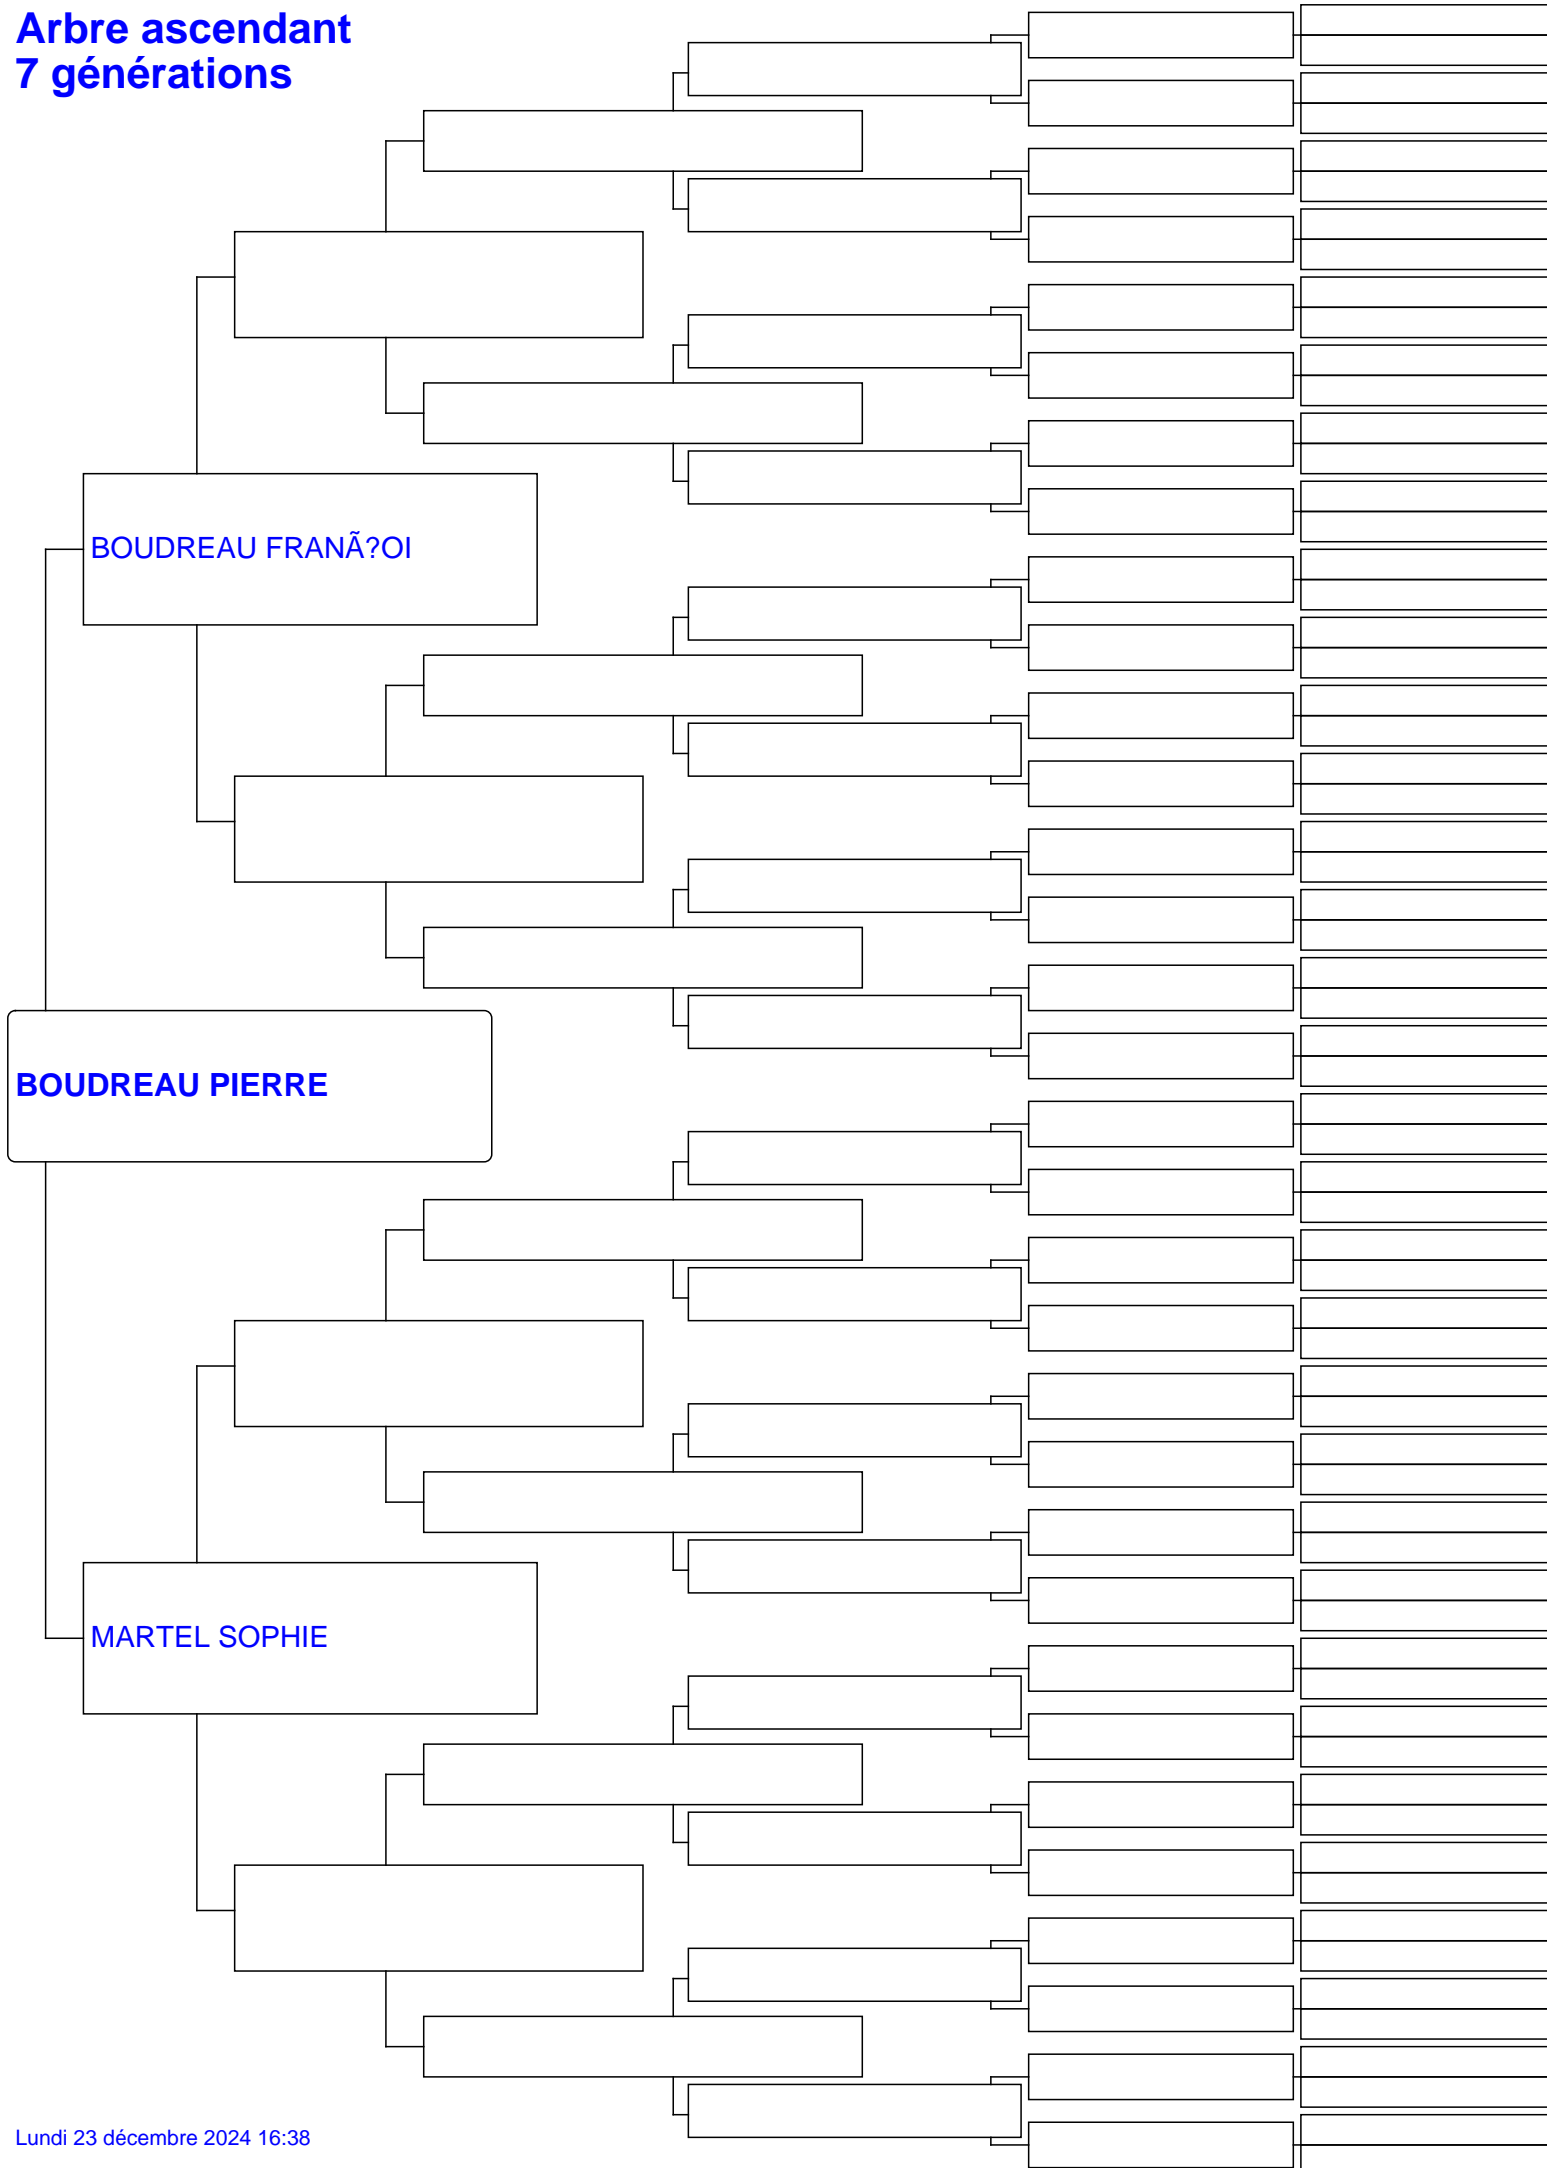 Arbre ascendant
7 générations
BOUDREAU FRANÃ?OI
BOUDREAU PIERRE
MARTEL SOPHIE
Lundi 23 décembre 2024 16:38